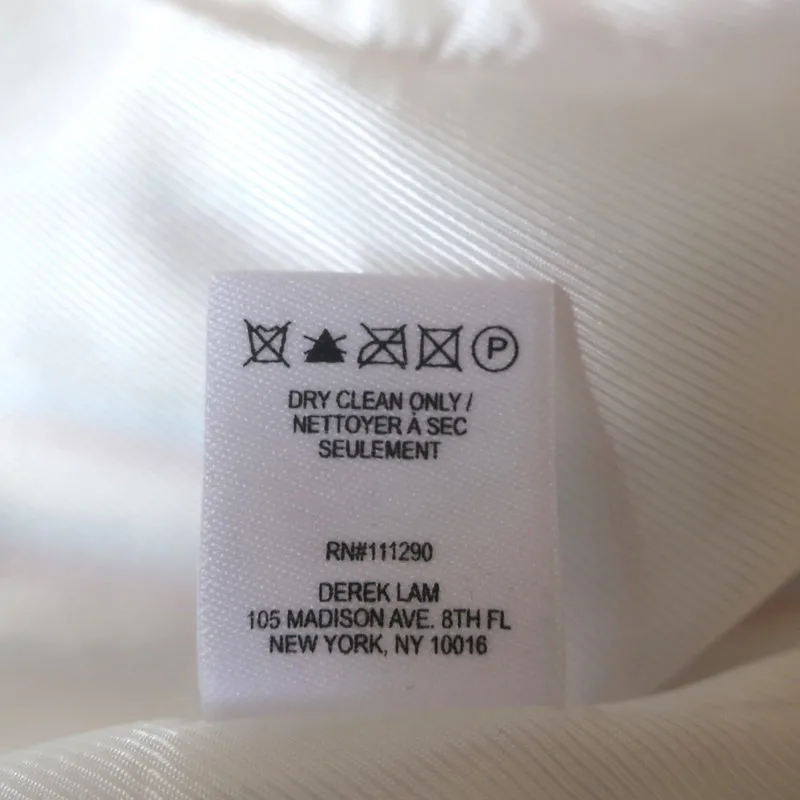 P
DRY CLEAN ONLY /
NETTOYER À SEC
SEULEMENT
RN#111290
DEREK LAM
105 MADISON AVE. 8TH FL
NEW YORK, NY 10016